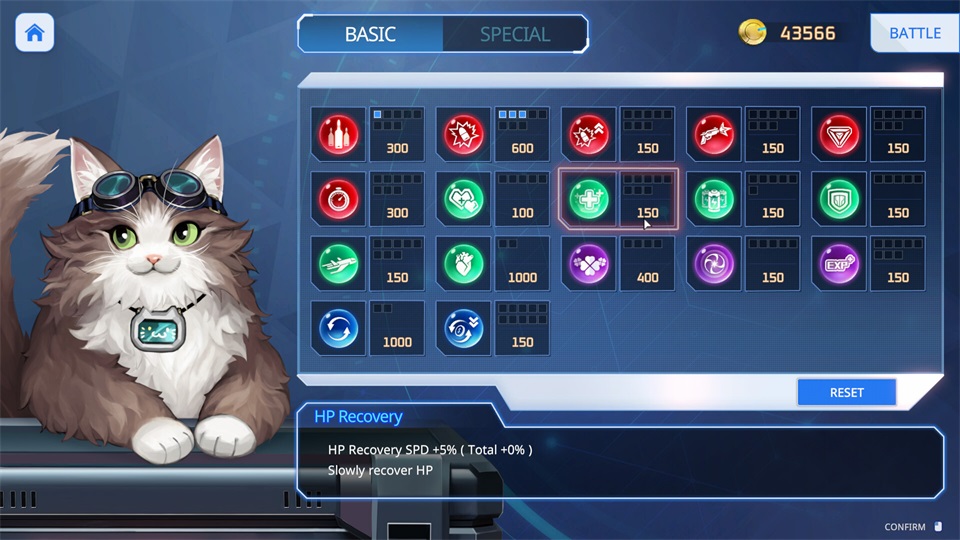 BASIC
SPECIAL
43566
BATTLE
300
600
150
150
150
300
100
150
150
150
150
1000
400
150
EXP
150
1000
150
RESET
HP Recovery
HP Recovery SPD +5% ( Total +0% )
Slowly recover HP
CONFIRM